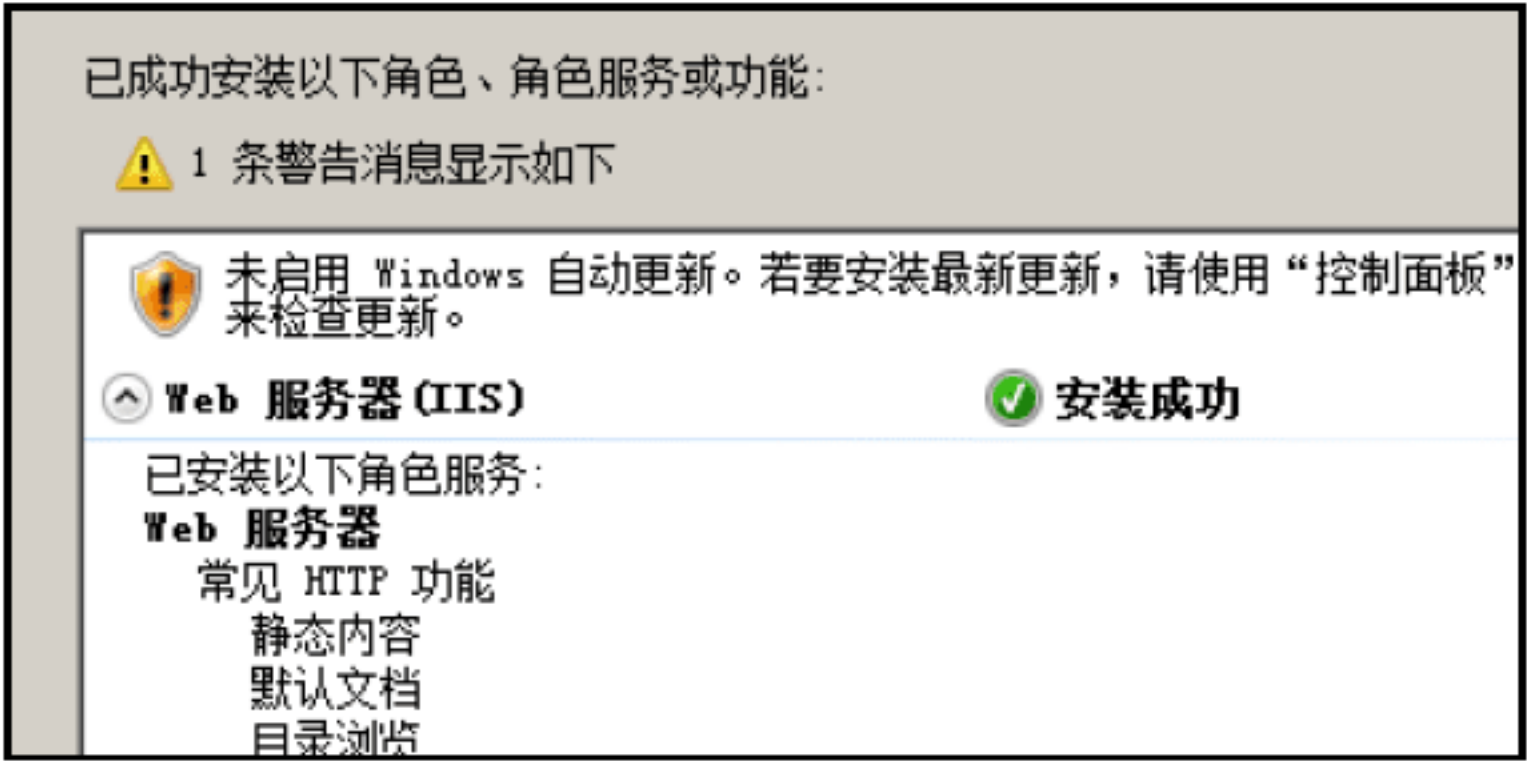 已成功安装以下角色、角色服务或功能:
1 条警告消息显示如下
未启用 Windows 自动更新。若要安装最新更新，请使用“控制面板”
来检查更新。
Web 服务器(IIS) 安装成功
已安装以下角色服务:
Web 服务器
常见 HTTP 功能
静态内容
默认文档
目录浏览